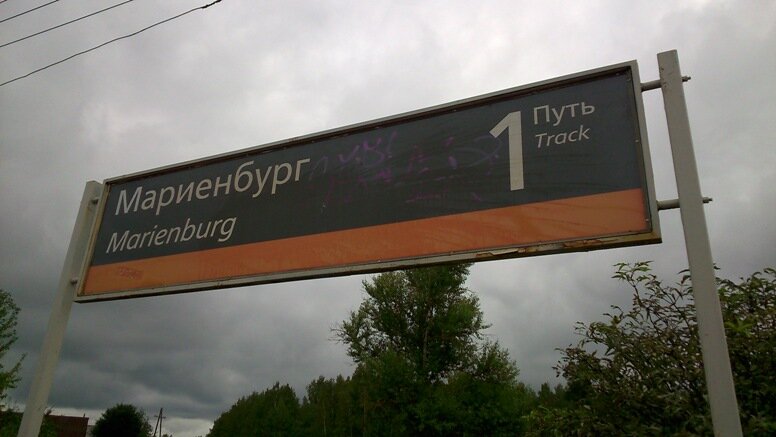 Мариенбург
Marienburg
1
Путь
Track